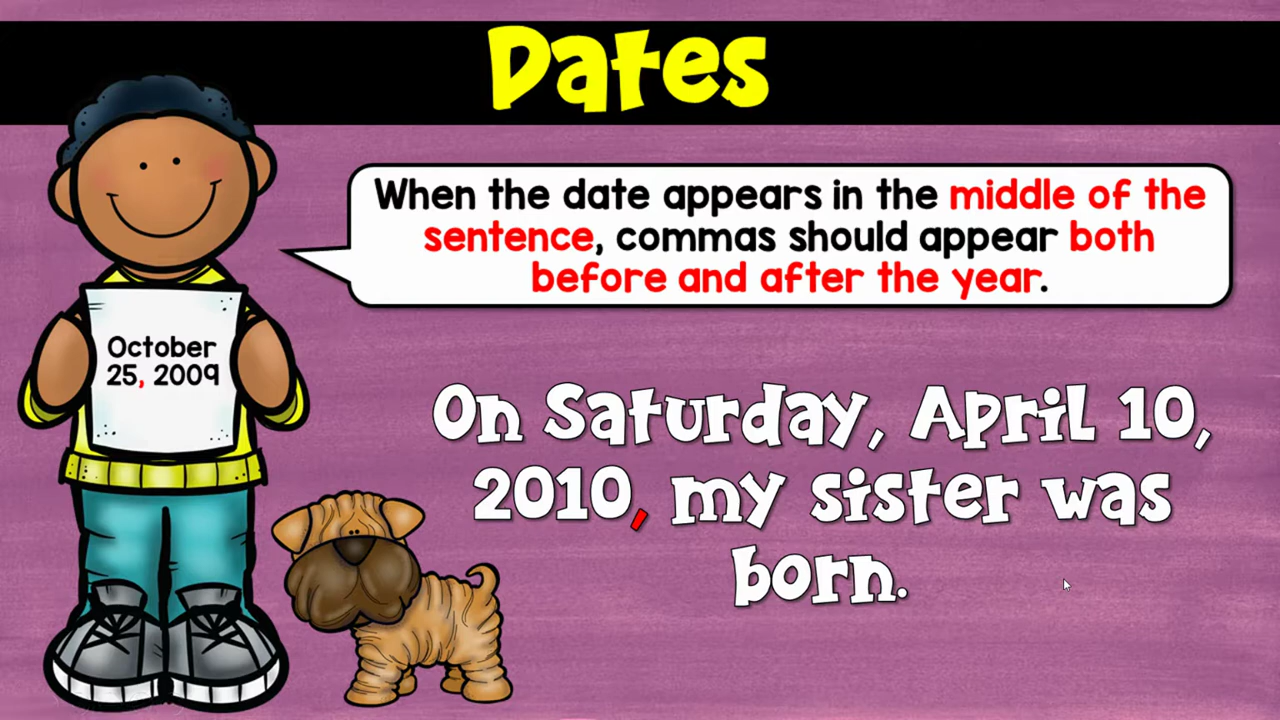 Dates
When the date appears in the middle of the
sentence, commas should appear both
before and after the year.
October
25, 2009
On Saturday, April 10,
2010, my sister was
born.